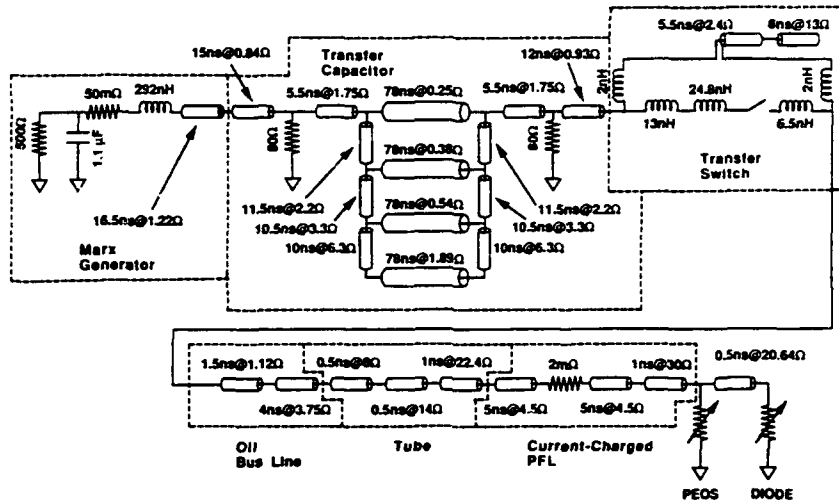 15ns@0.84Ω
Transfer
Capacitor
12ns@0.93Ω
5.5ns@2.4Ω
8ns@13Ω
50mΩ
292nH
5.5ns@1.75Ω
78ns@0.25Ω
5.5ns@1.75Ω
2nH
24.8nH
2nH
500Ω
1.1 μF
80Ω
80Ω
13nH
6.5nH
78ns@0.38Ω
Transfer
Switch
11.5ns@2.2Ω
11.5ns@2.2Ω
10.5ns@3.3Ω
78ns@0.54Ω
10.5ns@3.3Ω
16.5ns@1.22Ω
10ns@6.3Ω
10ns@6.3Ω
78ns@1.89Ω
Marx
Generator
1.5ns@1.12Ω
0.5ns@6Ω
1ns@22.4Ω
2mΩ
1ns@30Ω
0.5ns@20.64Ω
4ns@3.75Ω
0.5ns@14Ω
5ns@4.5Ω
5ns@4.5Ω
Oil
Bus Line
Tube
Current-Charged
PFL
PEOS
DIODE